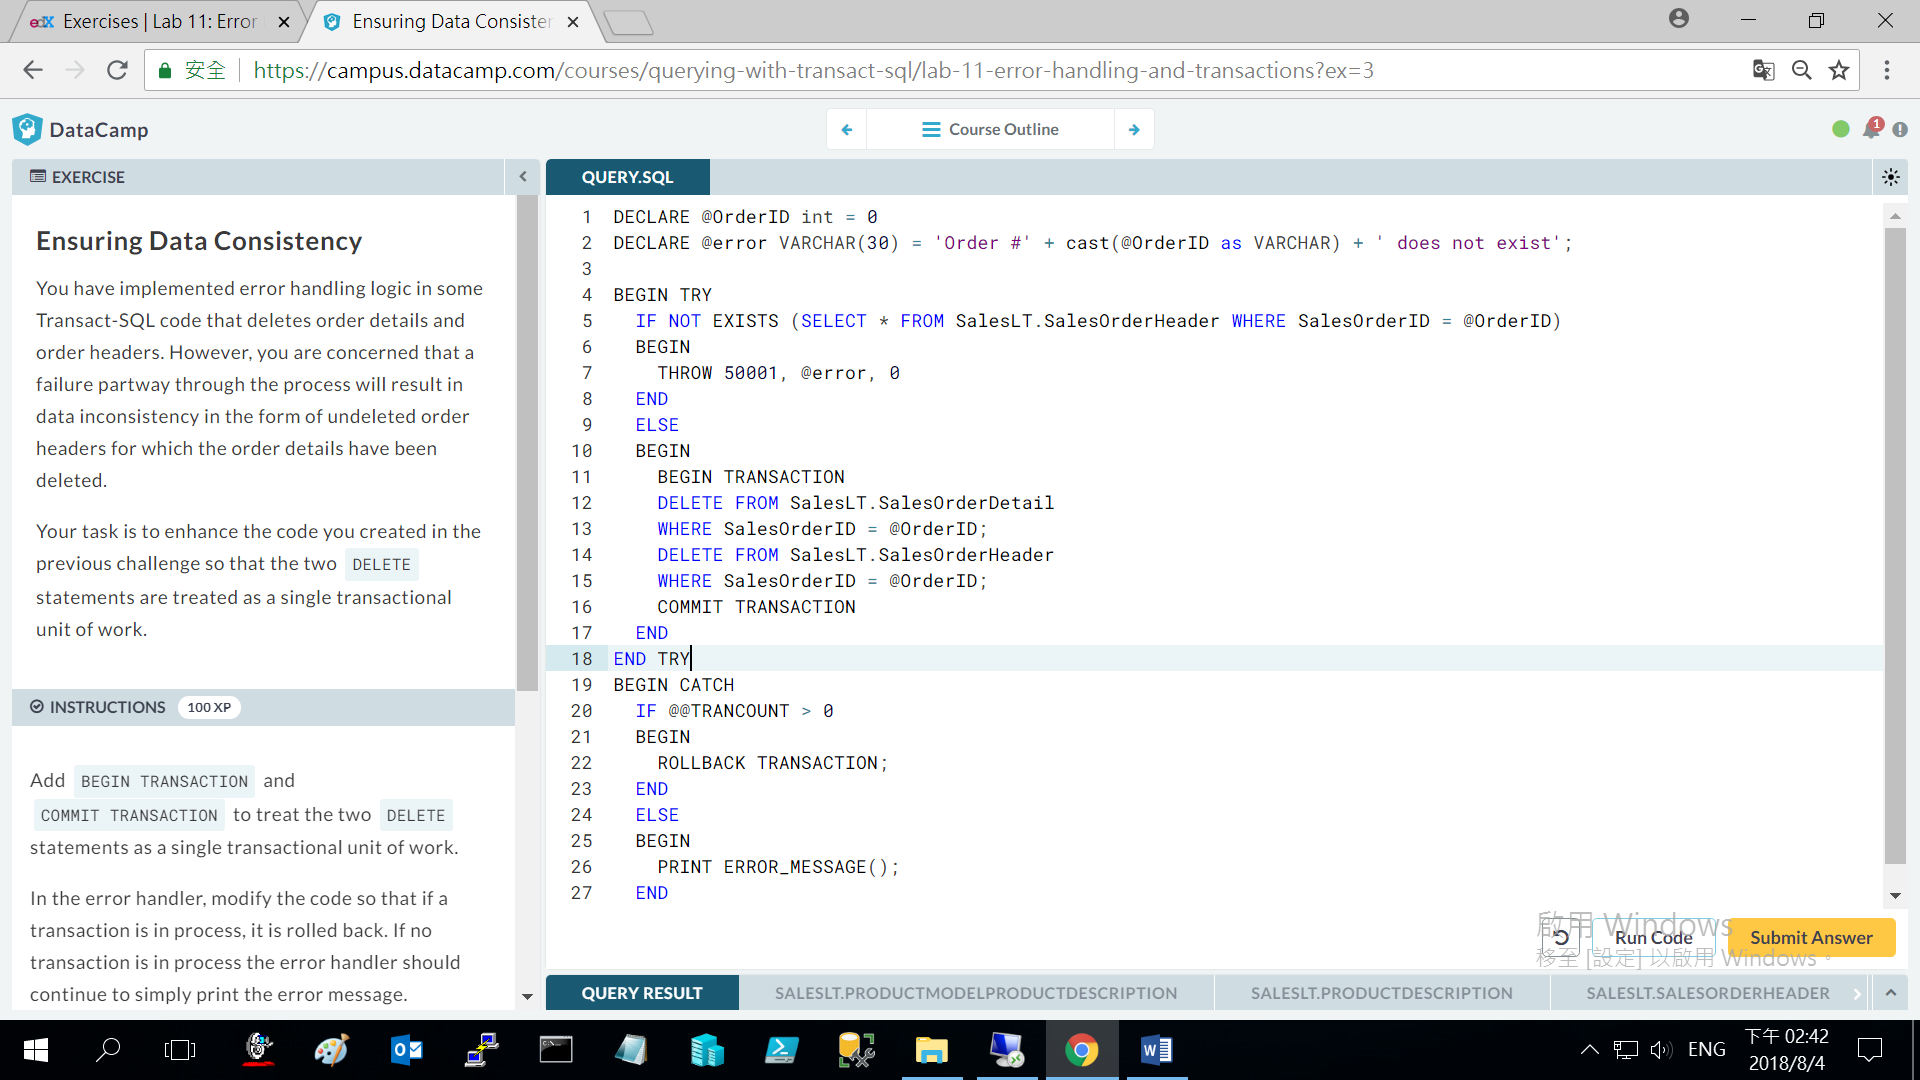 Exercises | Lab 11: Error
Ensuring Data Consister
安全
https://campus.datacamp.com/courses/querying-with-transact-sql/lab-11-error-handling-and-transactions?ex=3
DataCamp
Course Outline
1
EXERCISE
Ensuring Data Consistency
You have implemented error handling logic in some
Transact-SQL code that deletes order details and
order headers. However, you are concerned that a
failure partway through the process will result in
data inconsistency in the form of undeleted order
headers for which the order details have been
deleted.
Your task is to enhance the code you created in the
previous challenge so that the two DELETE
statements are treated as a single transactional
unit of work.
INSTRUCTIONS 100 XP
Add BEGIN TRANSACTION and
COMMIT TRANSACTION to treat the two DELETE
statements as a single transactional unit of work.
In the error handler, modify the code so that if a
transaction is in process, it is rolled back. If no
transaction is in process the error handler should
continue to simply print the error message.
QUERY.SQL
1 DECLARE @OrderID int = 0
2 DECLARE @error VARCHAR(30) = 'Order #' + cast(@OrderID as VARCHAR) + ' does not exist';
3
4 BEGIN TRY
5 IF NOT EXISTS (SELECT * FROM SalesLT.SalesOrderHeader WHERE SalesOrderID = @OrderID)
6 BEGIN
7 THROW 50001, @error, 0
8 END
9 ELSE
10 BEGIN
11 BEGIN TRANSACTION
12 DELETE FROM SalesLT.SalesOrderDetail
13 WHERE SalesOrderID = @OrderID;
14 DELETE FROM SalesLT.SalesOrderHeader
15 WHERE SalesOrderID = @OrderID;
16 COMMIT TRANSACTION
17 END
18 END TRY
19 BEGIN CATCH
20 IF @@TRANCOUNT > 0
21 BEGIN
22 ROLLBACK TRANSACTION;
23 END
24 ELSE
25 BEGIN
26 PRINT ERROR_MESSAGE();
27 END
啟用 Windows
移至 [設定] 以啟用 Windows。
Run Code
Submit Answer
QUERY RESULT
SALESLT.PRODUCTMODELPRODUCTDESCRIPTION
SALESLT.PRODUCTDESCRIPTION
SALESLT.SALESORDERHEADER
ENG
下午 02:42
2018/8/4